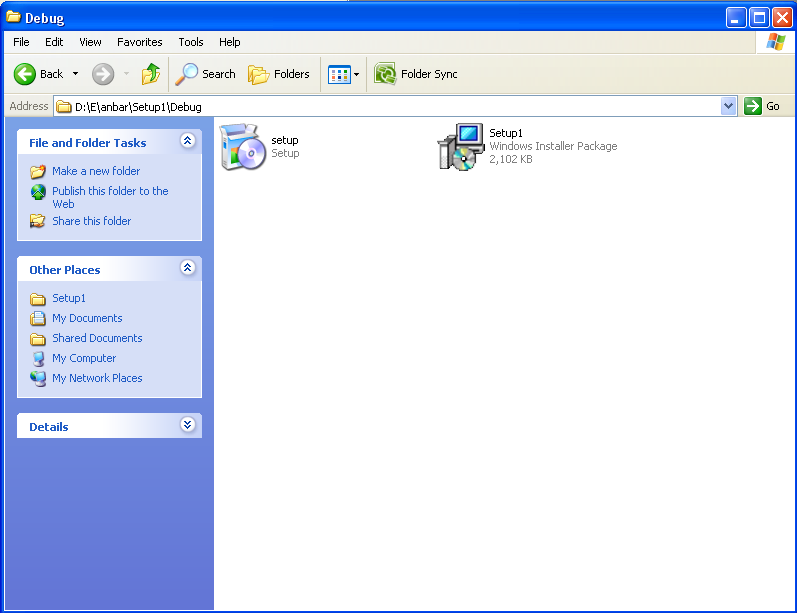 Debug
File Edit View Favorites Tools Help
Back Search Folders Folder Sync
Address D:\E\anbar\Setup1\Debug Go
File and Folder Tasks
Make a new folder
Publish this folder to the
Web
Share this folder
Other Places
Setup1
My Documents
Shared Documents
My Computer
My Network Places
Details
setup
Setup
Setup1
Windows Installer Package
2,102 KB